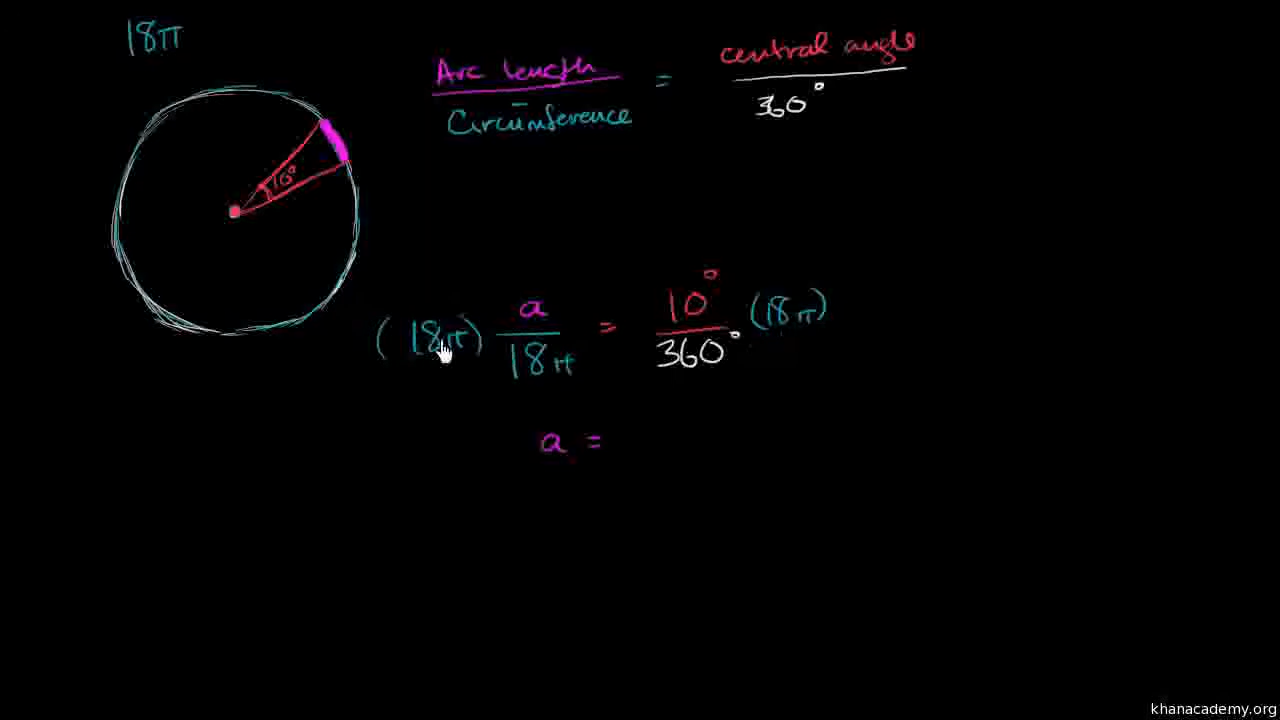 18π
Arc length = central angle
Circumference 360°
10°
(18π) a/18π = 10°/360° (18π)
a =
khanacademy.org